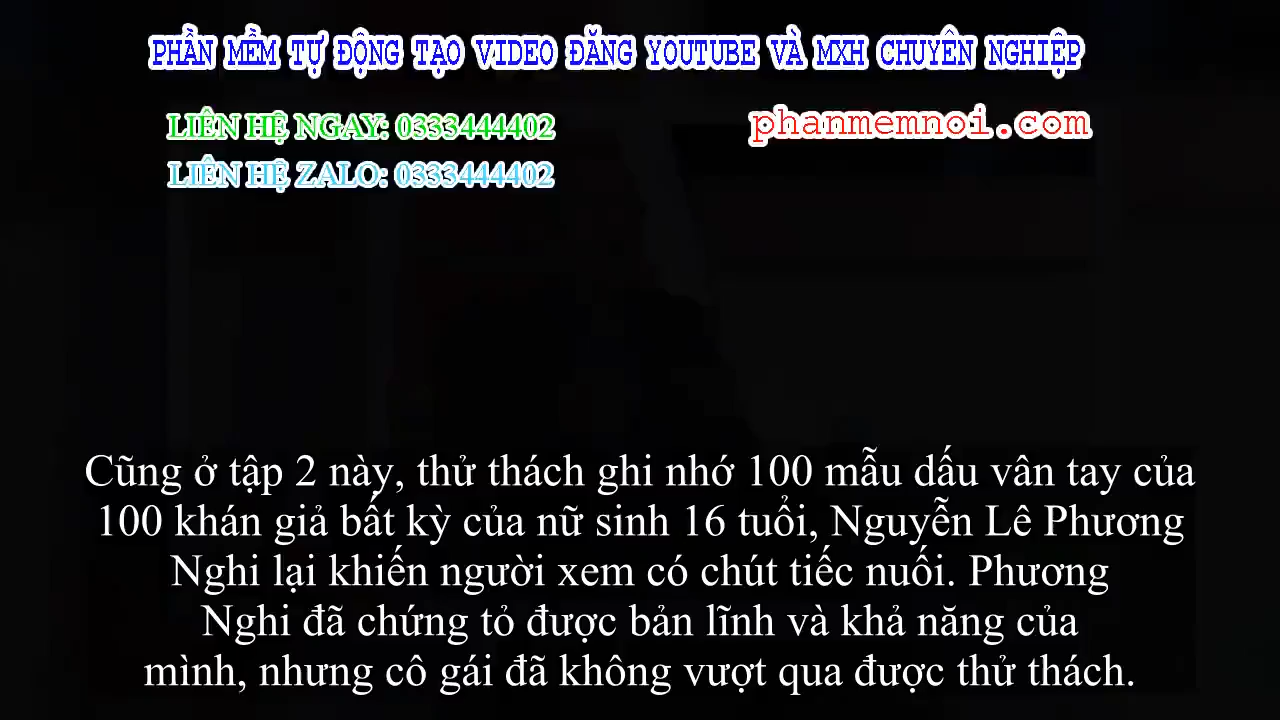 PHẦN MỀM TỰ ĐỘNG TẠO VIDEO ĐĂNG YOUTUBE VÀ MXH CHUYÊN NGHIỆP
LIÊN HỆ NGAY: 0333444402
phanmemnoi.com
LIÊN HỆ ZALO: 0333444402
Cũng ở tập 2 này, thử thách ghi nhớ 100 mẫu dấu vân tay của
100 khán giả bất kỳ của nữ sinh 16 tuổi, Nguyễn Lê Phương
Nghi lại khiến người xem có chút tiếc nuối. Phương
Nghi đã chứng tỏ được bản lĩnh và khả năng của
mình, nhưng cô gái đã không vượt qua được thử thách.